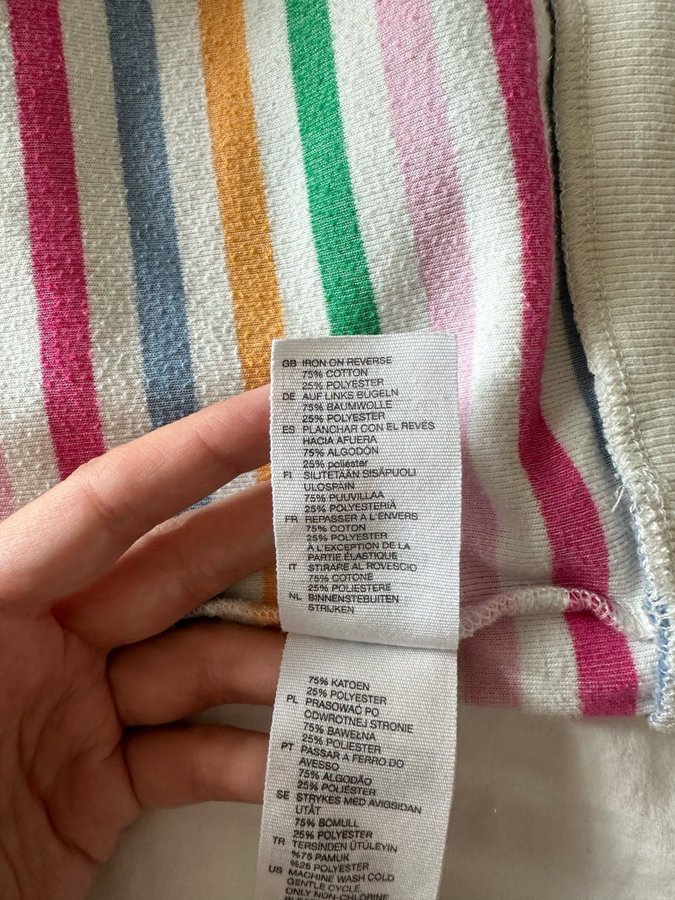 GB IRON ON REVERSE
75% COTTON
25% POLYESTER
DE AUF LINKS BÜGELN
75% BAUMWOLLE
25% POLYESTER
ES PLANCHAR CON EL REVÉS
HACIA AFUERA
75% ALGODÓN
25% poliéster
FI SILITETÄÄN SISÄPUOLI
ULOSPAIN
75% PUUVILLAA
25% POLYESTERIÄ
FR REPASSER À L'ENVERS
75% COTON
25% POLYESTER
À L'EXCEPTION DE LA
PARTIE ÉLASTIQUE
IT STIRARE AL ROVESCIO
75% COTONE
25% POLIESTERE
NL BINNENSTEBUITEN
STRIJKEN
75% KATOEN
25% POLYESTER
PL PRASOWAĆ PO
ODWROTNEJ STRONIE
75% BAWEŁNA
25% POLIESTER
PT PASSAR A FERRO DO
AVESSO
75% ALGODÃO
25% POLIÉSTER
SE STRYKES MED AVIGSIDAN
UTÅT
75% BOMULL
25% POLYESTER
TR TERSİNDEN ÜTÜLEYİN
%75 PAMUK
%25 POLYESTER
US MACHINE WASH COLD
GENTLE CYCLE.
ONLY NON-CHLORINE